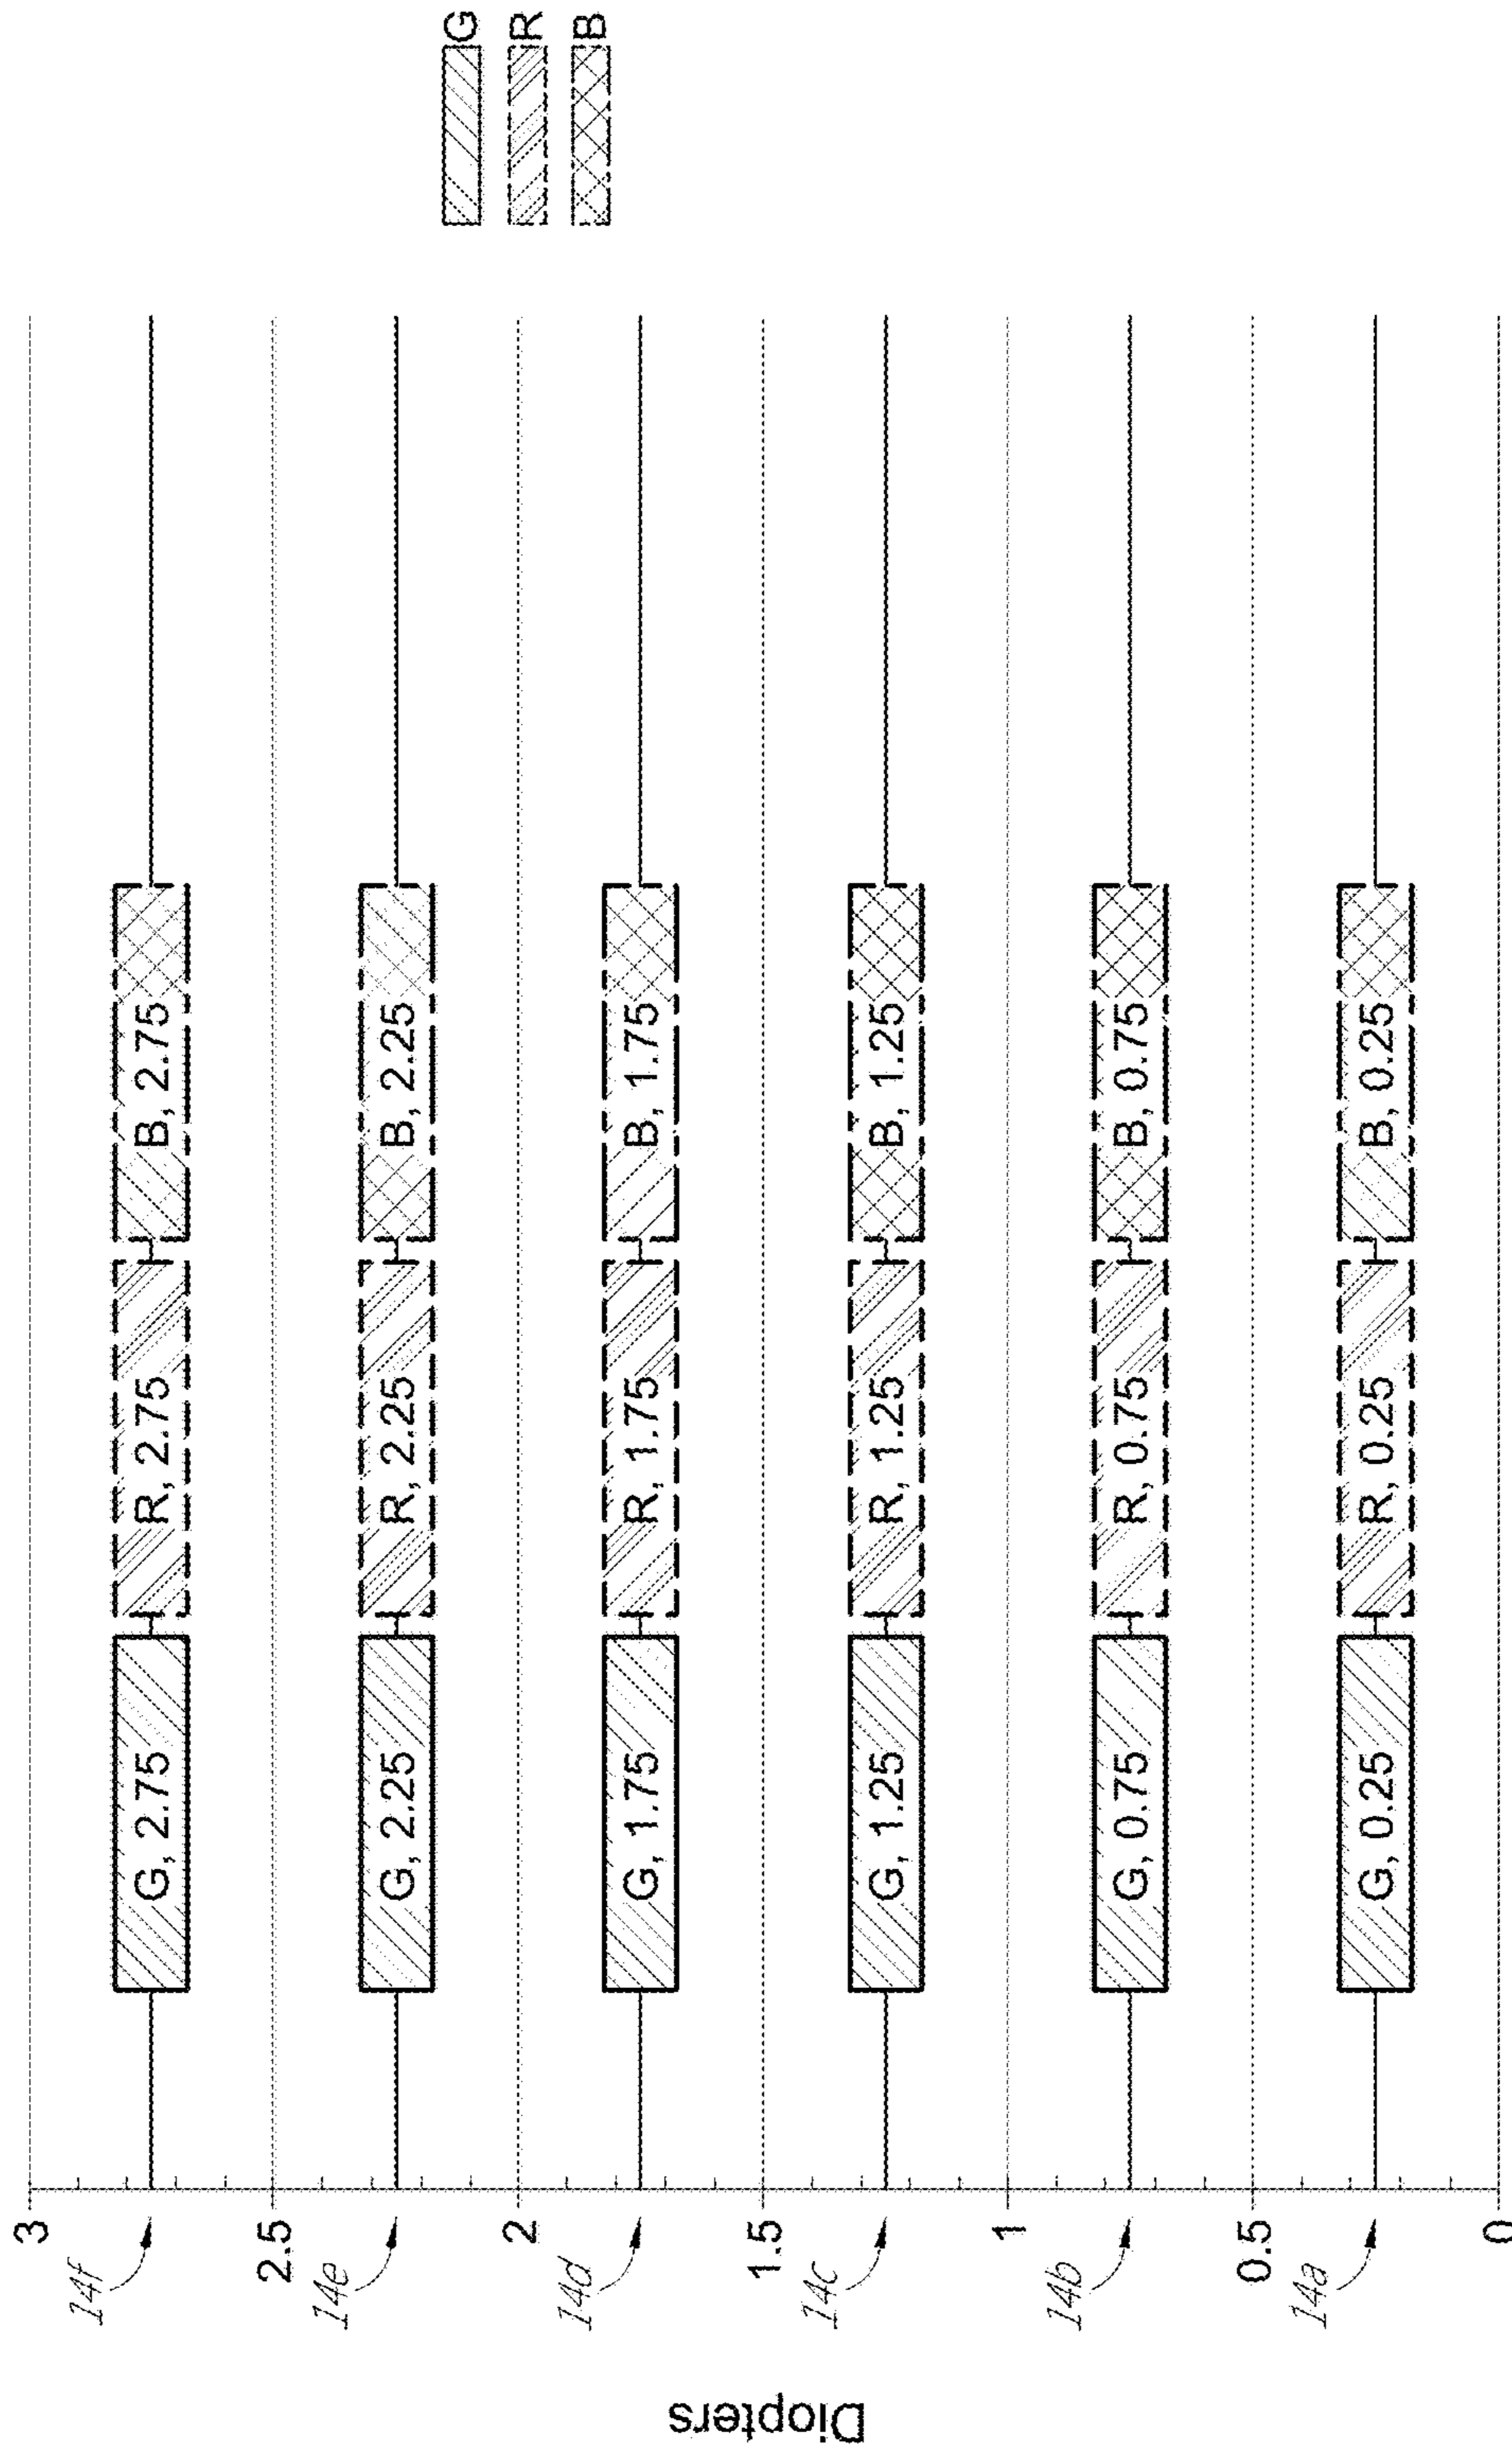 Diopters
3
14f
G, 2.75 R, 2.75 B, 2.75
2.5
14e
G, 2.25 R, 2.25 B, 2.25
2
14d
G, 1.75 R, 1.75 B, 1.75
1.5
14c
G, 1.25 R, 1.25 B, 1.25
1
14b
G, 0.75 R, 0.75 B, 0.75
0.5
14a
G, 0.25 R, 0.25 B, 0.25
0
G
R
B